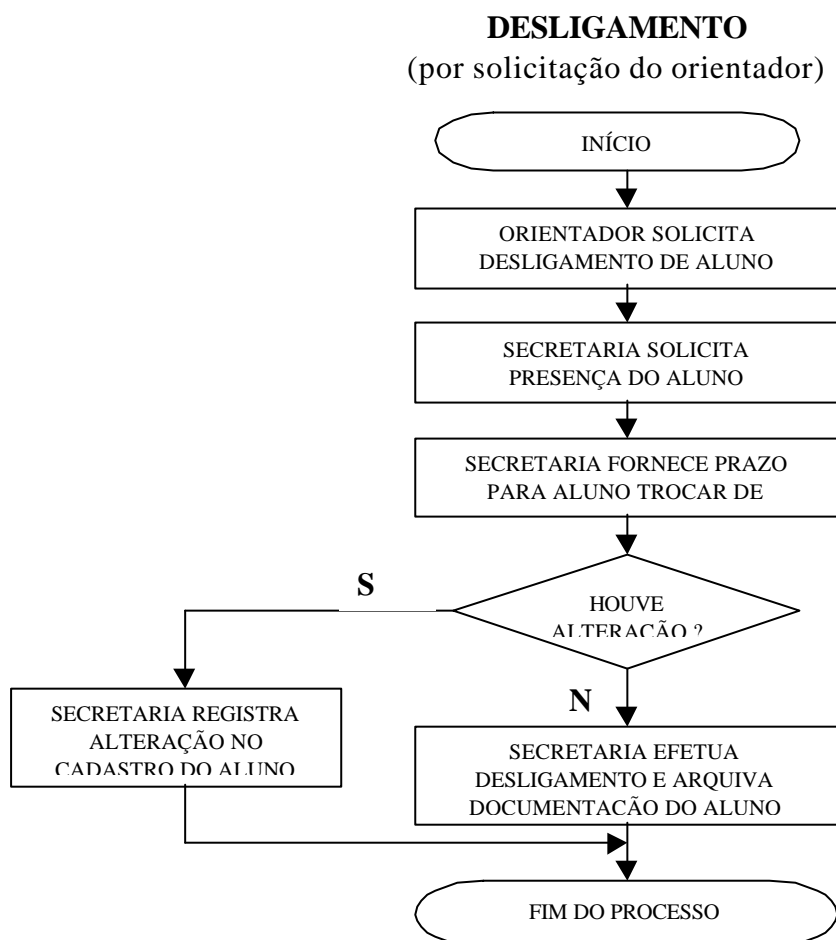 DESLIGAMENTO
(por solicitação do orientador)
INÍCIO
ORIENTADOR SOLICITA
DESLIGAMENTO DE ALUNO
SECRETARIA SOLICITA
PRESENÇA DO ALUNO
SECRETARIA FORNECE PRAZO
PARA ALUNO TROCAR DE
HOUVE
ALTERAÇÃO ?
S
N
SECRETARIA REGISTRA
ALTERAÇÃO NO
CADASTRO DO ALUNO
SECRETARIA EFETUA
DESLIGAMENTO E ARQUIVA
DOCUMENTAÇÃO DO ALUNO
FIM DO PROCESSO